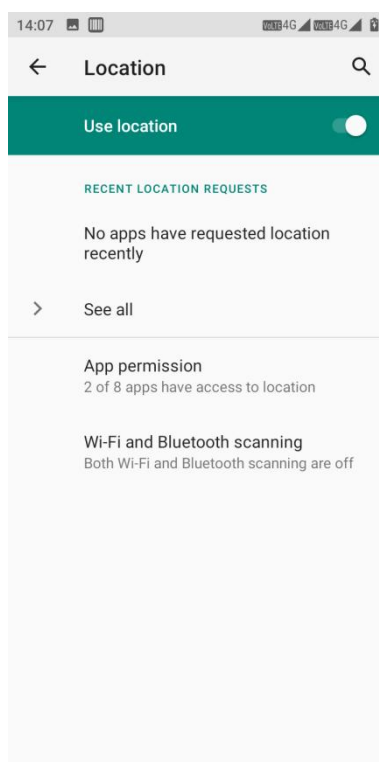 14:07 VoLTE 4G VoLTE 4G
Location
Use location
RECENT LOCATION REQUESTS
No apps have requested location
recently
See all
App permission
2 of 8 apps have access to location
Wi-Fi and Bluetooth scanning
Both Wi-Fi and Bluetooth scanning are off